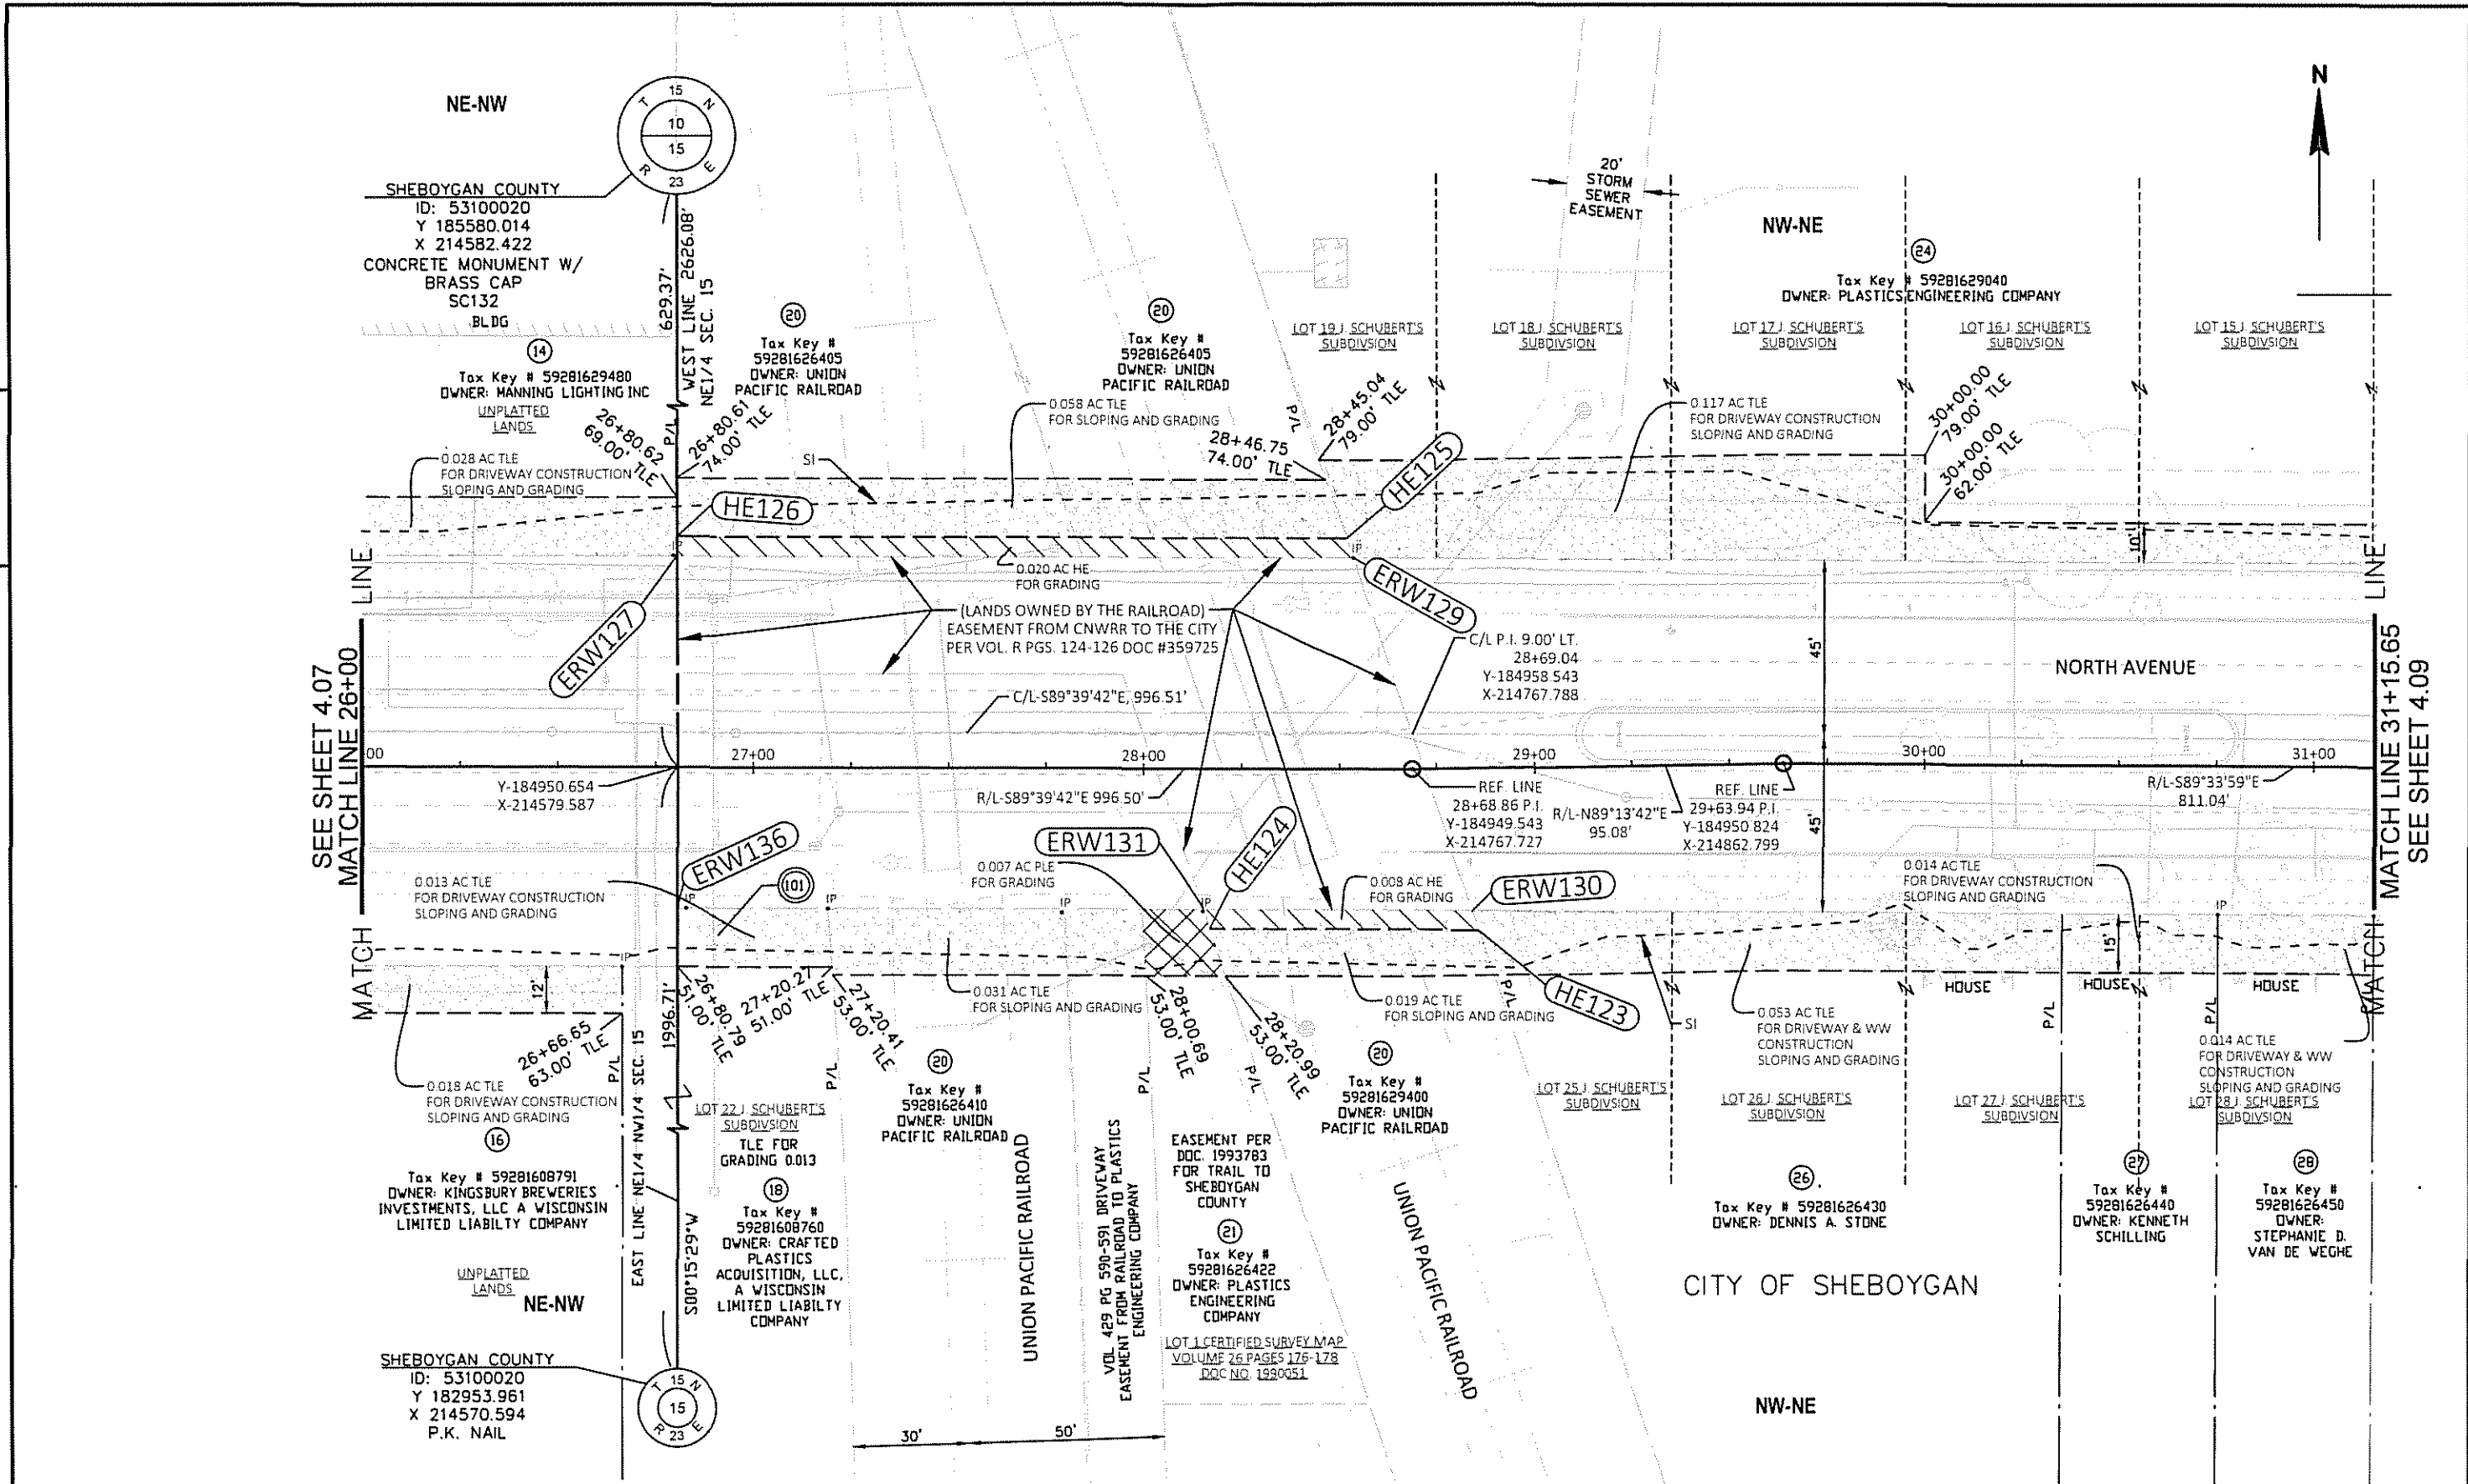 NE-NW
T 15 N
10
15
R 23 E
SHEBOYGAN COUNTY
ID: 53100020
Y 185580.014
X 214582.422
CONCRETE MONUMENT W/
BRASS CAP
SC132
BLDG
14
Tax Key # 59281629480
OWNER: MANNING LIGHTING INC
UNPLATTED
LANDS
0.028 AC TLE
FOR DRIVEWAY CONSTRUCTION
SLOPING AND GRADING
26+80.62
69.00' TLE
629.37'
WEST LINE 2626.08'
NE1/4 SEC. 15
P/L
26+80.61
74.00' TLE
20
Tax Key #
59281626405
OWNER: UNION
PACIFIC RAILROAD
SI
20
Tax Key #
59281626405
OWNER: UNION
PACIFIC RAILROAD
0.058 AC TLE
FOR SLOPING AND GRADING
28+46.75
74.00' TLE
P/L
28+45.04
79.00' TLE
LOT 19 J. SCHUBERT'S
SUBDIVSION
LOT 18 J. SCHUBERT'S
SUBDIVSION
20'
STORM
SEWER
EASEMENT
NW-NE
24
Tax Key # 59281629040
OWNER: PLASTICS ENGINEERING COMPANY
LOT 17 J. SCHUBERT'S
SUBDIVSION
LOT 16 J. SCHUBERT'S
SUBDIVSION
LOT 15 J. SCHUBERT'S
SUBDIVSION
N
0.117 AC TLE
FOR DRIVEWAY CONSTRUCTION
SLOPING AND GRADING
30+00.00
79.00' TLE
30+00.00
62.00' TLE
10'
HE126
HE125
ERW127
ERW129
IP
IP
0.020 AC HE
FOR GRADING
(LANDS OWNED BY THE RAILROAD)
EASEMENT FROM CNWRR TO THE CITY
PER VOL. R PGS. 124-126 DOC #359725
C/L P.I. 9.00' LT.
28+69.04
Y-184958.543
X-214767.788
C/L-S89°39'42"E, 996.51'
45'
NORTH AVENUE
SEE SHEET 4.07
MATCH LINE 26+00
MATCH LINE
MATCH LINE 31+15.65
SEE SHEET 4.09
MATCH LINE
00
27+00
28+00
29+00
30+00
31+00
Y-184950.654
X-214579.587
R/L-S89°39'42"E 996.50'
REF. LINE
28+68.86 P.I.
Y-184949.543
X-214767.727
R/L-N89°13'42"E
95.08'
REF. LINE
29+63.94 P.I.
Y-184950.824
X-214862.799
R/L-S89°33'59"E
811.04'
45'
ERW136
101
ERW131
HE124
ERW130
HE123
0.013 AC TLE
FOR DRIVEWAY CONSTRUCTION
SLOPING AND GRADING
0.007 AC PLE
FOR GRADING
0.008 AC HE
FOR GRADING
0.014 AC TLE
FOR DRIVEWAY CONSTRUCTION
SLOPING AND GRADING
IP
IP
IP
IP
IP
IP
12'
15'
26+66.65
63.00' TLE
P/L
1996.71'
26+80.79
51.00' TLE
27+20.27
51.00' TLE
27+20.41
53.00' TLE
0.031 AC TLE
FOR SLOPING AND GRADING
28+00.69
53.00' TLE
28+20.99
53.00' TLE
0.019 AC TLE
FOR SLOPING AND GRADING
P/L
P/L
P/L
P/L
SI
0.053 AC TLE
FOR DRIVEWAY & WW
CONSTRUCTION
SLOPING AND GRADING
HOUSE
HOUSE
HOUSE
P/L
P/L
P/L
0.014 AC TLE
FOR DRIVEWAY & WW
CONSTRUCTION
SLOPING AND GRADING
0.018 AC TLE
FOR DRIVEWAY CONSTRUCTION
SLOPING AND GRADING
16
Tax Key # 59281608791
OWNER: KINGSBURY BREWERIES
INVESTMENTS, LLC A WISCONSIN
LIMITED LIABILTY COMPANY
UNPLATTED
LANDS
NE-NW
EAST LINE NE1/4 NW1/4 SEC. 15
S00°15'29"W
LOT 22 J. SCHUBERT'S
SUBDIVISION
TLE FOR
GRADING 0.013
18
Tax Key #
59281608760
OWNER: CRAFTED
PLASTICS
ACQUISITION, LLC,
A WISCONSIN
LIMITED LIABILTY
COMPANY
20
Tax Key #
59281626410
OWNER: UNION
PACIFIC RAILROAD
UNION PACIFIC RAILROAD
VOL 429 PG 590-591 DRIVEWAY
EASEMENT FROM RAILROAD TO PLASTICS
ENGINEERING COMPANY
EASEMENT PER
DOC. 1993783
FOR TRAIL TO
SHEBOYGAN
COUNTY
21
Tax Key #
59281626422
OWNER: PLASTICS
ENGINEERING
COMPANY
LOT 1 CERTIFIED SURVEY MAP
VOLUME 26 PAGES 176-178
DOC NO. 1990051
20
Tax Key #
59281629400
OWNER: UNION
PACIFIC RAILROAD
UNION PACIFIC RAILROAD
LOT 25 J. SCHUBERT'S
SUBDIVSION
LOT 26 J. SCHUBERT'S
SUBDIVSION
LOT 27 J. SCHUBERT'S
SUBDIVSION
LOT 28 J. SCHUBERT'S
SUBDIVSION
26
Tax Key # 59281626430
OWNER: DENNIS A. STONE
27
Tax Key #
59281626440
OWNER: KENNETH
SCHILLING
28
Tax Key #
59281626450
OWNER:
STEPHANIE D.
VAN DE WEGHE
CITY OF SHEBOYGAN
NW-NE
SHEBOYGAN COUNTY
ID: 53100020
Y 182953.961
X 214570.594
P.K. NAIL
T 15 N
15
R 23 E
30'
50'